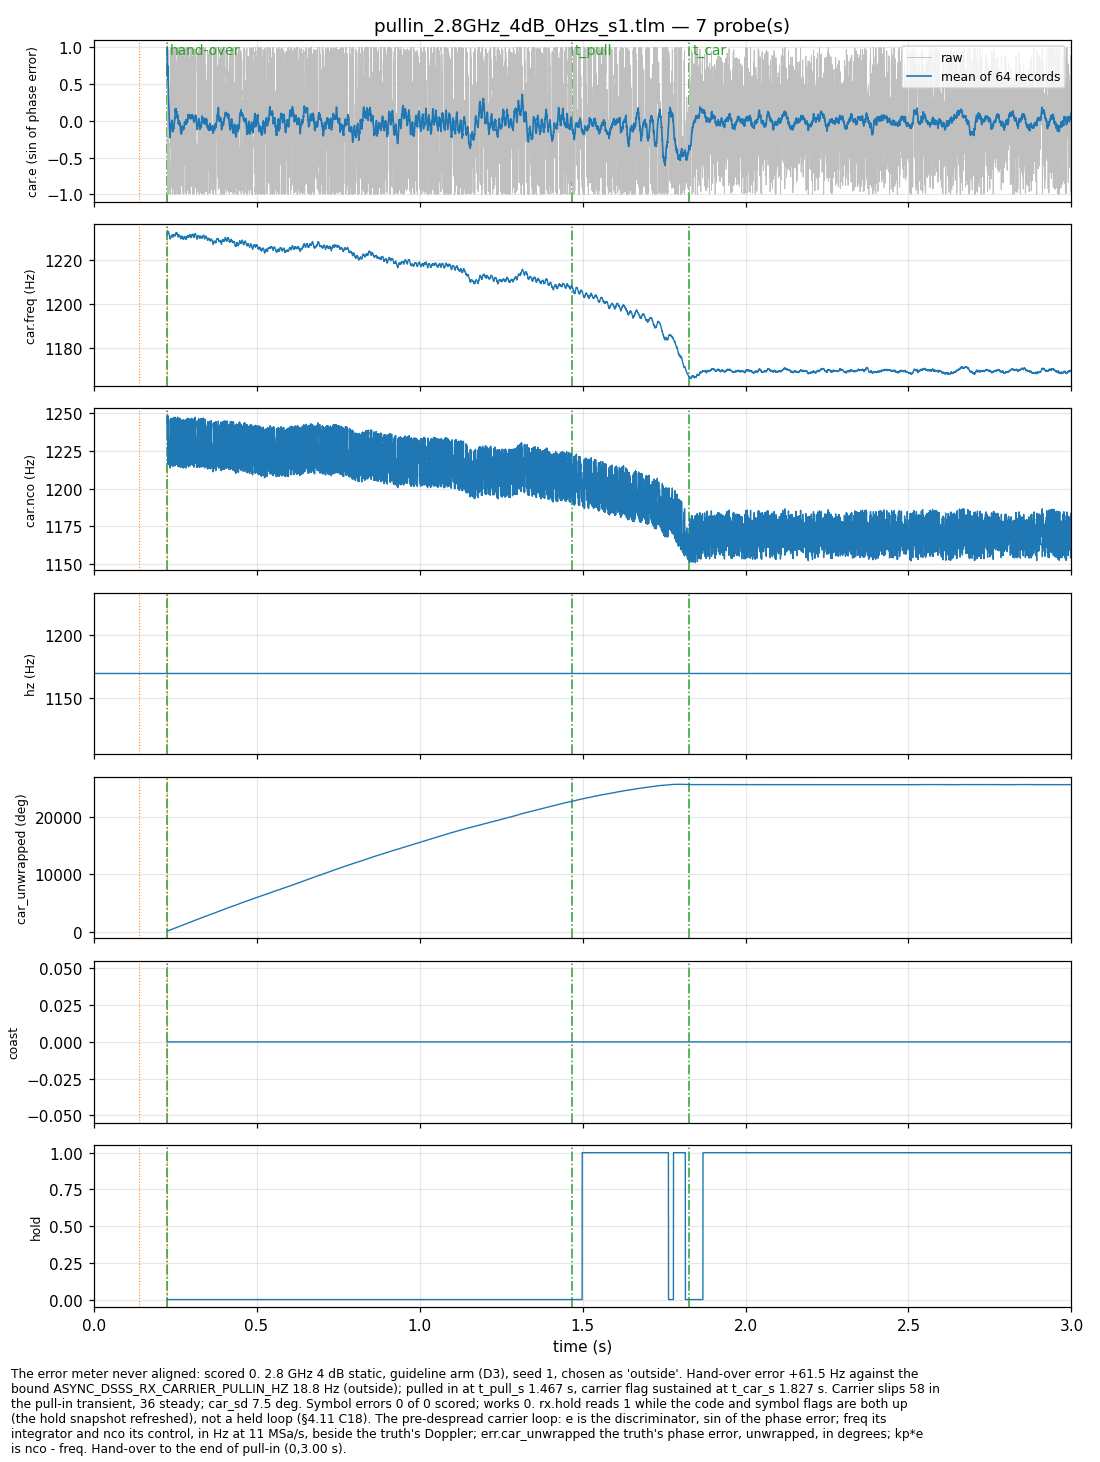 pullin_2.8GHz_4dB_0Hzs_s1.tlm — 7 probe(s)
hand-over
t_pull
t_car
raw
mean of 64 records
car.e (sin of phase error)
1.0
0.5
0.0
−0.5
−1.0
car.freq (Hz)
1220
1200
1180
car.nco (Hz)
1250
1225
1200
1175
1150
hz (Hz)
1200
1150
car_unwrapped (deg)
20000
10000
0
coast
0.050
0.025
0.000
−0.025
−0.050
hold
1.00
0.75
0.50
0.25
0.00
0.0 0.5 1.0 1.5 2.0 2.5 3.0
time (s)
The error meter never aligned: scored 0. 2.8 GHz 4 dB static, guideline arm (D3), seed 1, chosen as 'outside'. Hand-over error +61.5 Hz against the
bound ASYNC_DSSS_RX_CARRIER_PULLIN_HZ 18.8 Hz (outside); pulled in at t_pull_s 1.467 s, carrier flag sustained at t_car_s 1.827 s. Carrier slips 58 in
the pull-in transient, 36 steady; car_sd 7.5 deg. Symbol errors 0 of 0 scored; works 0. rx.hold reads 1 while the code and symbol flags are both up
(the hold snapshot refreshed), not a held loop (§4.11 C18). The pre-despread carrier loop: e is the discriminator, sin of the phase error; freq its
integrator and nco its control, in Hz at 11 MSa/s, beside the truth's Doppler; err.car_unwrapped the truth's phase error, unwrapped, in degrees; kp*e
is nco - freq. Hand-over to the end of pull-in (0,3.00 s).